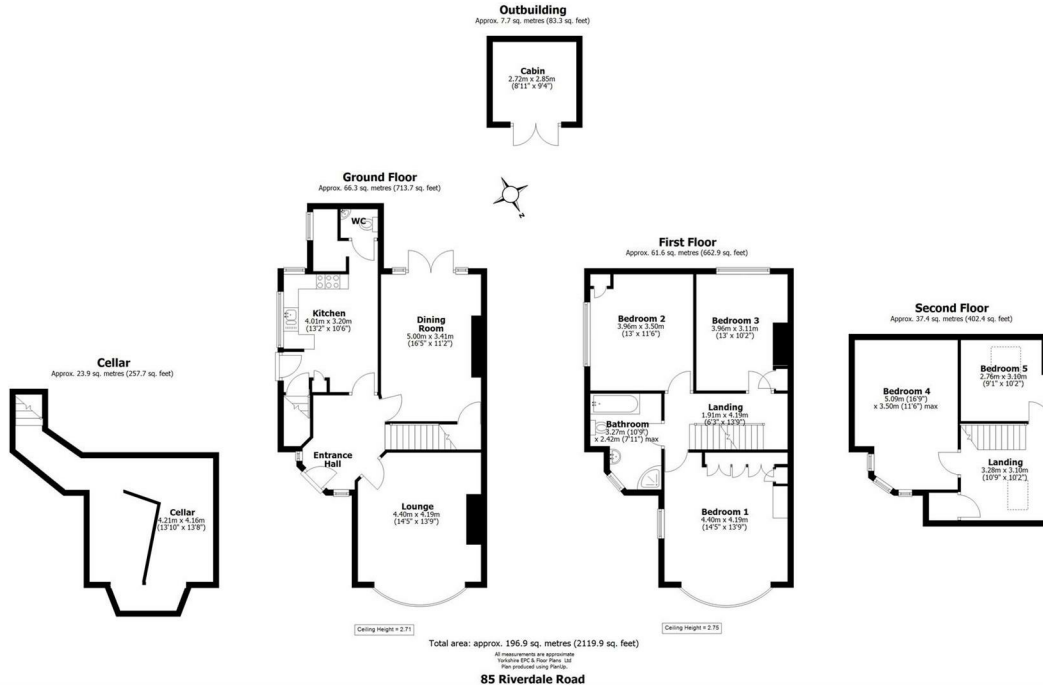 Outbuilding
Approx. 7.7 sq. metres (83.3 sq. feet)
Cabin
2.72m x 2.85m
(8'11" x 9'4")
Ground Floor
Approx. 66.3 sq. metres (713.7 sq. feet)
WC
Kitchen
4.01m x 3.20m
(13'2" x 10'6")
Dining
Room
5.00m x 3.41m
(16'5" x 11'2")
Entrance
Hall
Lounge
4.40m x 4.19m
(14'5" x 13'9")
Ceiling Height = 2.71
N
First Floor
Approx. 61.6 sq. metres (662.9 sq. feet)
Bedroom 2
3.96m x 3.50m
(13' x 11'6")
Bedroom 3
3.96m x 3.11m
(13' x 10'2")
Landing
1.91m x 4.19m
(6'3" x 13'9")
Bathroom
3.27m (10'9")
x 2.42m (7'11") max
Bedroom 1
4.40m x 4.19m
(14'5" x 13'9")
Ceiling Height = 2.75
Second Floor
Approx. 37.4 sq. metres (402.4 sq. feet)
Bedroom 4
5.09m (16'9")
x 3.50m (11'6") max
Bedroom 5
2.76m x 3.10m
(9'1" x 10'2")
Landing
3.28m x 3.10m
(10'9" x 10'2")
Cellar
Approx. 23.9 sq. metres (257.7 sq. feet)
Cellar
4.21m x 4.16m
(13'10" x 13'8")
Total area: approx. 196.9 sq. metres (2119.9 sq. feet)
All measurements are approximate
Yorkshire EPC & Floor Plans Ltd
Plan produced using PlanUp.
85 Riverdale Road